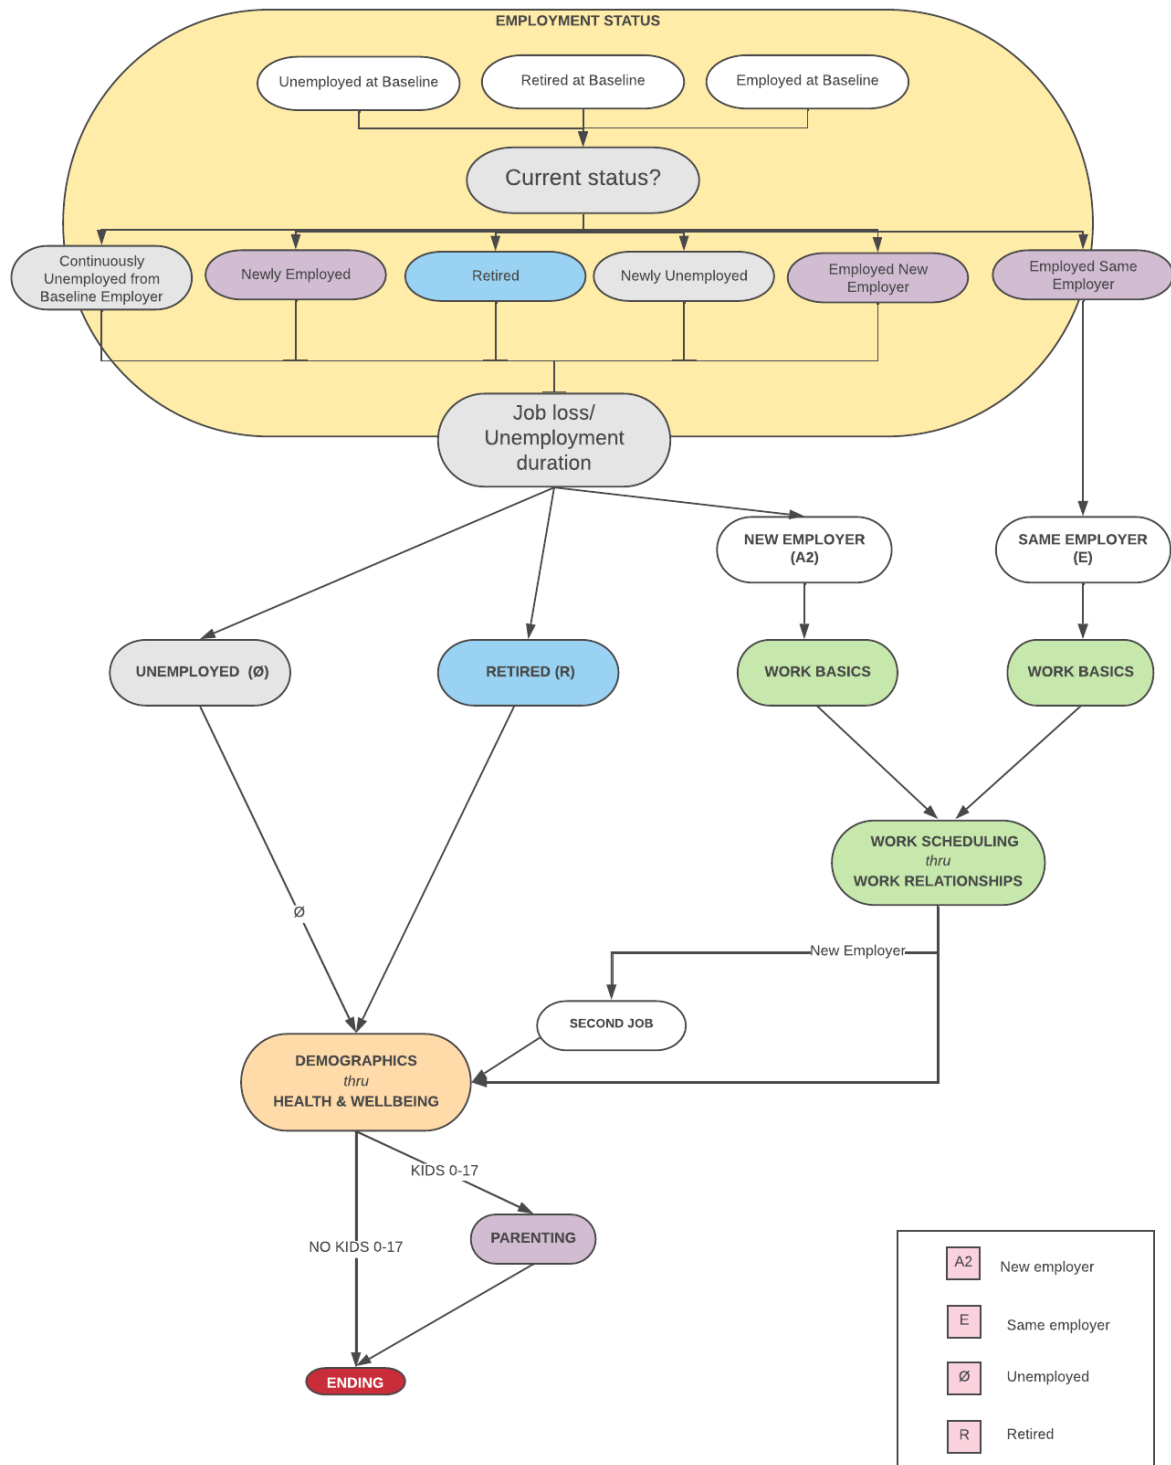 EMPLOYMENT STATUS
Unemployed at Baseline
Retired at Baseline
Employed at Baseline
Current status?
Continuously
Unemployed from
Baseline Employer
Newly Employed
Retired
Newly Unemployed
Employed New
Employer
Employed Same
Employer
Job loss/
Unemployment
duration
NEW EMPLOYER
(A2)
SAME EMPLOYER
(E)
UNEMPLOYED (Ø)
RETIRED (R)
WORK BASICS
WORK BASICS
WORK SCHEDULING
thru
WORK RELATIONSHIPS
Ø
New Employer
SECOND JOB
DEMOGRAPHICS
thru
HEALTH & WELLBEING
KIDS 0-17
NO KIDS 0-17
PARENTING
ENDING
A2 New employer
E Same employer
Ø Unemployed
R Retired